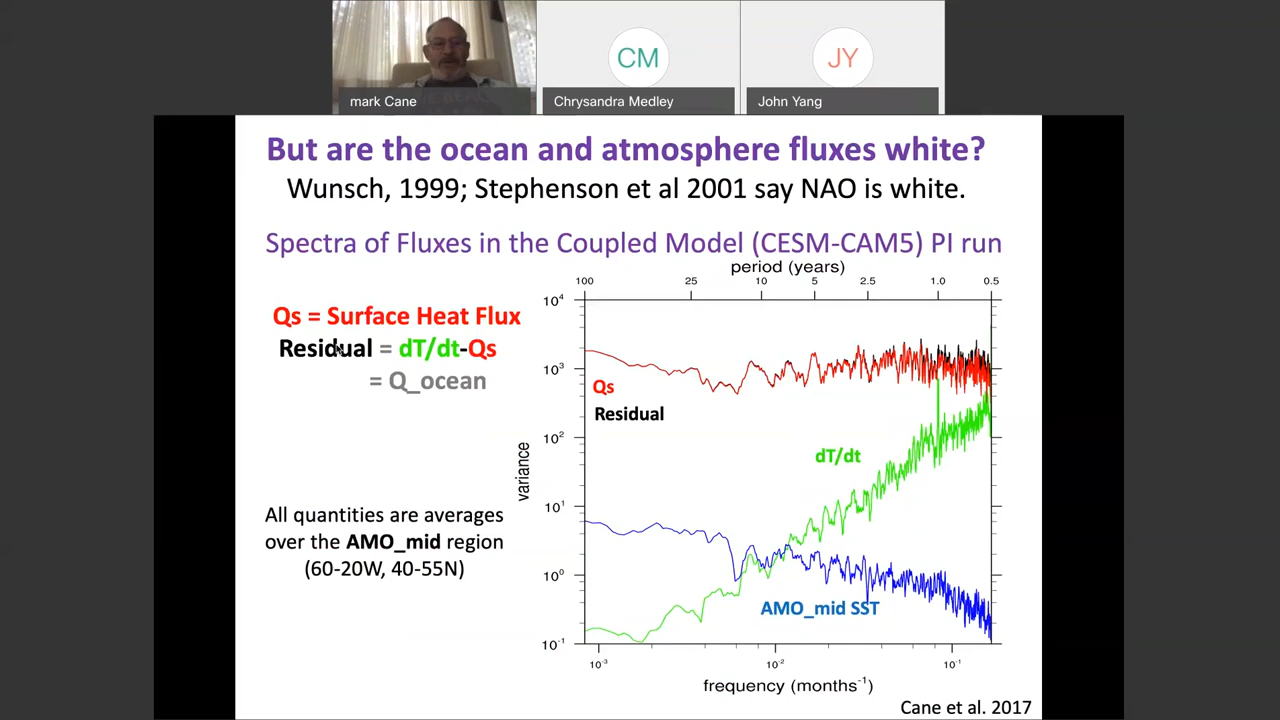 CM
JY
mark Cane
Chrysandra Medley
John Yang
But are the ocean and atmosphere fluxes white?
Wunsch, 1999; Stephenson et al 2001 say NAO is white.
Spectra of Fluxes in the Coupled Model (CESM-CAM5) PI run
Qs = Surface Heat Flux
Residual = dT/dt-Qs
= Q_ocean
All quantities are averages
over the AMO_mid region
(60-20W, 40-55N)
period (years)
100 25 10 5 2.5 1.0 0.5
10⁴
10³
10²
10¹
10⁰
10⁻¹
variance
Qs
Residual
dT/dt
AMO_mid SST
10⁻³ 10⁻² 10⁻¹
frequency (months⁻¹)
Cane et al. 2017